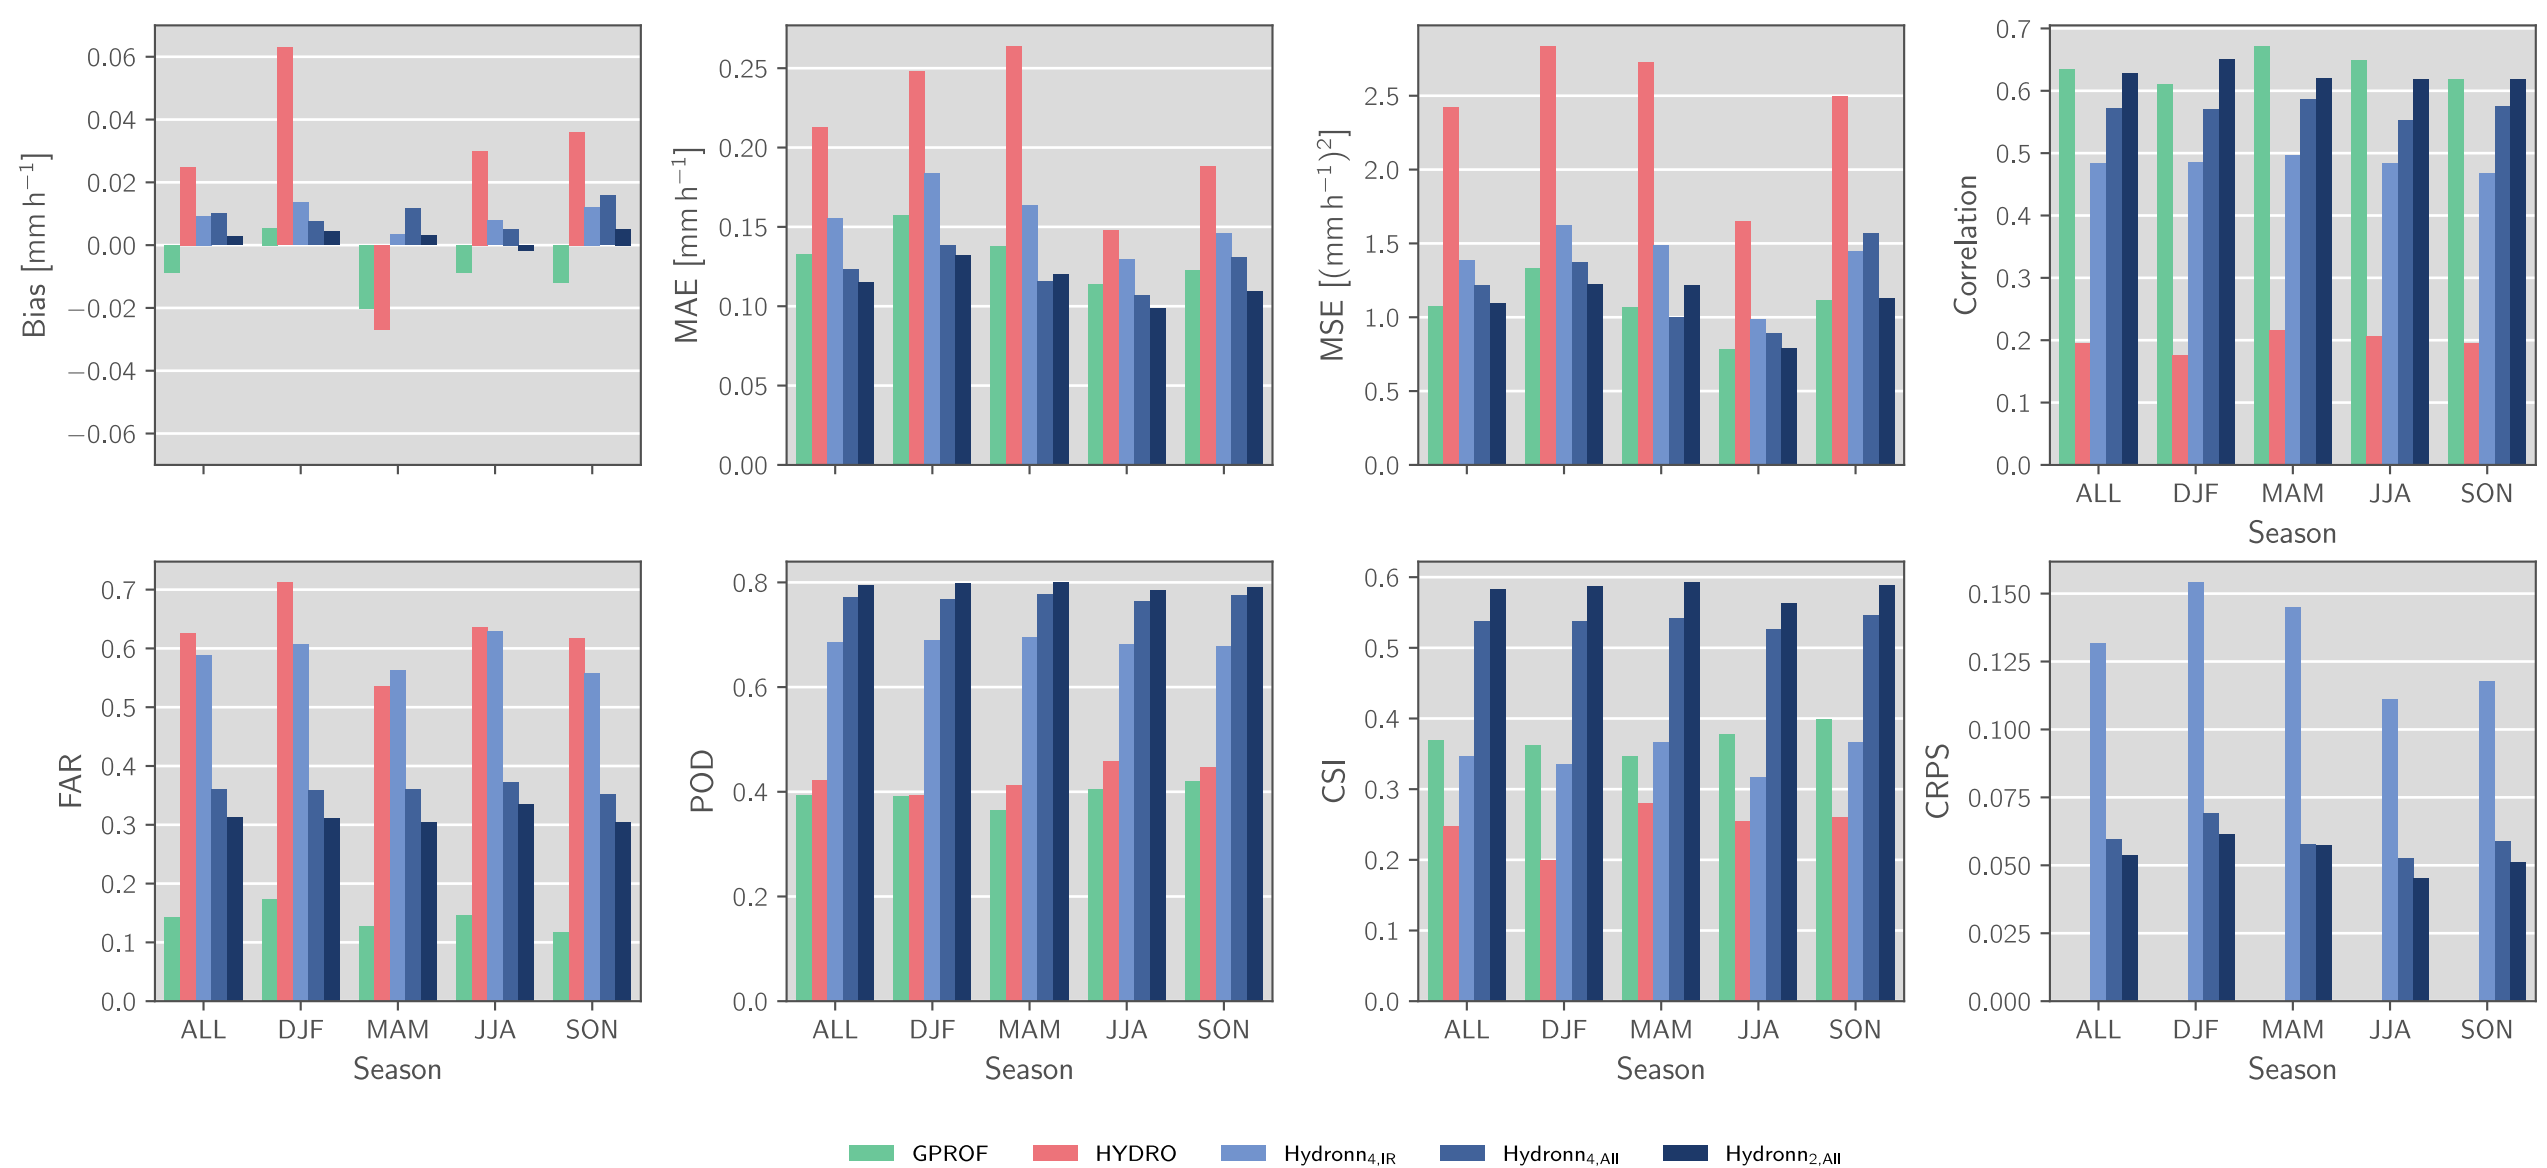 Bias [mm h⁻¹]
0.06
0.04
0.02
0.00
−0.02
−0.04
−0.06
MAE [mm h⁻¹]
0.25
0.20
0.15
0.10
0.05
0.00
MSE [(mm h⁻¹)²]
2.5
2.0
1.5
1.0
0.5
0.0
Correlation
0.7
0.6
0.5
0.4
0.3
0.2
0.1
0.0
ALL DJF MAM JJA SON
Season
FAR
0.7
0.6
0.5
0.4
0.3
0.2
0.1
0.0
ALL DJF MAM JJA SON
Season
POD
0.8
0.6
0.4
0.2
0.0
ALL DJF MAM JJA SON
Season
CSI
0.6
0.5
0.4
0.3
0.2
0.1
0.0
ALL DJF MAM JJA SON
Season
CRPS
0.150
0.125
0.100
0.075
0.050
0.025
0.000
ALL DJF MAM JJA SON
Season
GPROF HYDRO Hydronn₄,IR Hydronn₄,All Hydronn₂,All